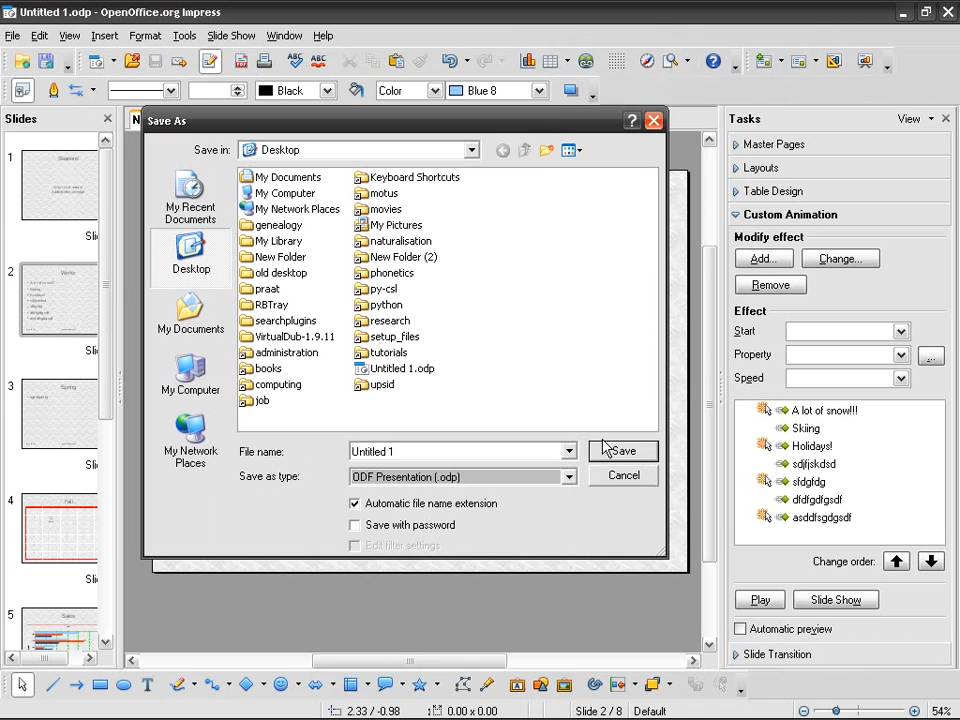 Untitled 1.odp - OpenOffice.org Impress
File Edit View Insert Format Tools Slide Show Window Help
Black Color Blue 8
Slides
1
2
3
4
5
Save As
Save in: Desktop
My Recent Documents
Desktop
My Documents
My Computer
My Network Places
My Documents
My Computer
My Network Places
genealogy
My Library
New Folder
old desktop
praat
RBTray
searchplugins
VirtualDub-1.9.11
administration
books
computing
job
Keyboard Shortcuts
motus
movies
My Pictures
naturalisation
New Folder (2)
phonetics
py-csl
python
research
setup_files
tutorials
Untitled 1.odp
upsid
File name: Untitled 1 Save
Save as type: ODF Presentation (.odp) Cancel
Automatic file name extension
Save with password
Edit filter settings
Tasks View
Master Pages
Layouts
Table Design
Custom Animation
Modify effect
Add... Change...
Remove
Effect
Start
Property ...
Speed
A lot of snow!!!
Skiing
Holidays!
sdjfjskdsd
sfdgfdg
dfdfgdfgsdf
asddfsgdgsdf
Change order:
Play Slide Show
Automatic preview
Slide Transition
2.33 / -0.98 0.00 x 0.00 Slide 2 / 8 Default 54%